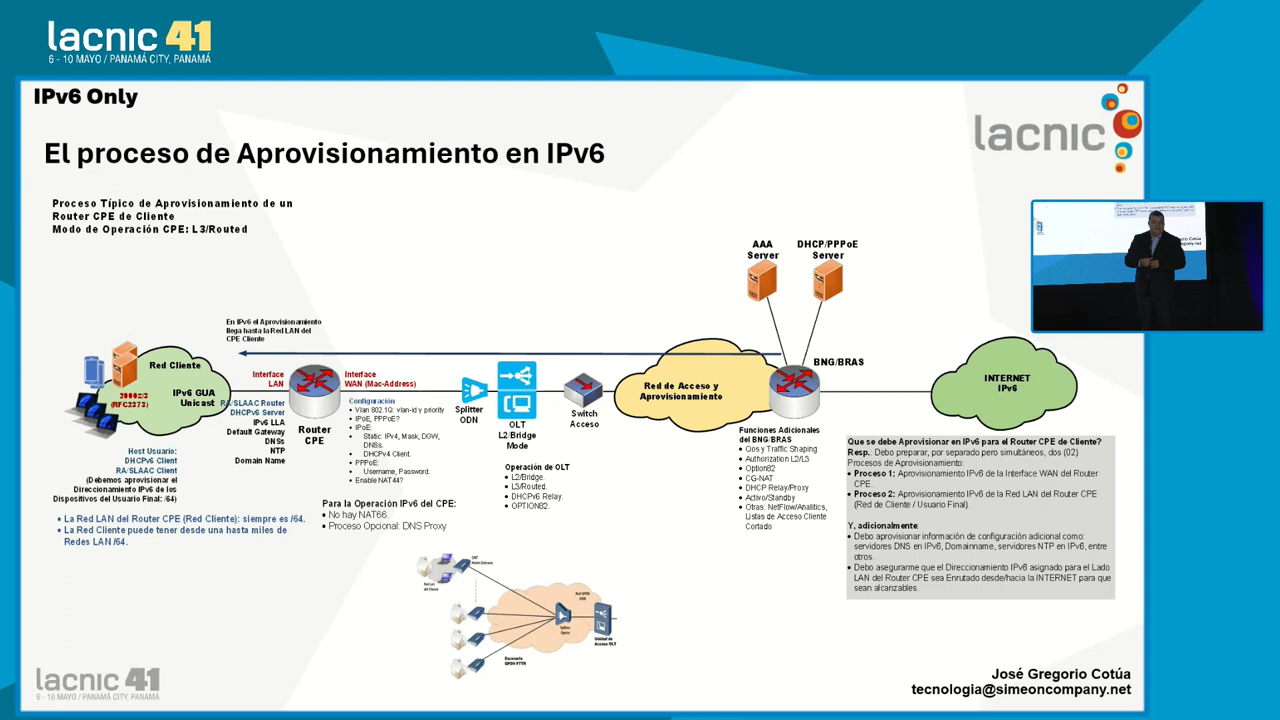 lacnic 41
6 - 10 MAYO / PANAMÁ CITY, PANAMÁ
IPv6 Only
lacnic
El proceso de Aprovisionamiento en IPv6
Proceso Típico de Aprovisionamiento de un
Router CPE de Cliente
Modo de Operación CPE: L3/Routed
AAA
Server
DHCP/PPPoE
Server
En IPv6 el Aprovisionamiento
llega hasta la Red LAN del
CPE Cliente
Red Cliente
IPv6 GUA
Unicast
2000::/3
(RFC2373)
Interface
LAN
RA/SLAAC Router
DHCPv6 Server
IPv6 LLA
Default Gateway
DNSs
NTP
Domain Name
Router
CPE
Interface
WAN (Mac-Address)
Configuración
• Vlan 802.1Q: vlan-id y priority
• IPoE, PPPoE?
• IPoE:
• Static: IPv4, Mask, DGW,
DNSs.
• DHCPv4 Client.
• PPPoE:
• Username, Password.
• Enable NAT44?
Splitter
ODN
OLT
L2/Bridge
Mode
Switch
Acceso
Red de Acceso y
Aprovisionamiento
BNG/BRAS
INTERNET
IPv6
Host Usuario:
DHCPv6 Client
RA/SLAAC Client
(Debemos aprovisionar el
Direccionamiento IPv6 de los
Dispositivos del Usuario Final: /64)
• La Red LAN del Router CPE (Red Cliente): siempre es /64.
• La Red Cliente puede tener desde una hasta miles de
Redes LAN /64.
Para la Operación IPv6 del CPE:
• No hay NAT66.
• Proceso Opcional: DNS Proxy
Operación de OLT
• L2/Bridge.
• L3/Routed.
• DHCPv6 Relay.
• OPTION82.
Funciones Adicionales
del BNG/BRAS
• Qos y Traffic Shaping
• Authorization L2/L3
• Option82
• CG-NAT
• DHCP Relay/Proxy
• Activo/Standby
• Otras: NetFlow/Analitics,
Listas de Acceso Cliente
Cortado
Que se debe Aprovisionar en IPv6 para el Router CPE de Cliente?
Resp.: Debo preparar, por separado pero simultáneos, dos (02)
Procesos de Aprovisionamiento:
• Proceso 1: Aprovisionamiento IPv6 de la Interface WAN del Router
CPE.
• Proceso 2: Aprovisionamiento IPv6 de la Red LAN del Router CPE
(Red de Cliente / Usuario Final).
Y, adicionalmente:
• Debo aprovisionar información de configuración adicional como:
servidores DNS en IPv6, Domainname, servidores NTP en IPv6, entre
otros.
• Debo asegurarme que el Direccionamiento IPv6 asignado para el Lado
LAN del Router CPE sea Enrutado desde/hacia la INTERNET para que
sean alcanzables.
Splitter
Optico
Unidad de
Acceso OLT
Escenario
GPON FTTH
José Gregorio Cotúa
tecnologia@simeoncompany.net
lacnic 41
6 - 10 MAYO / PANAMÁ CITY, PANAMÁ